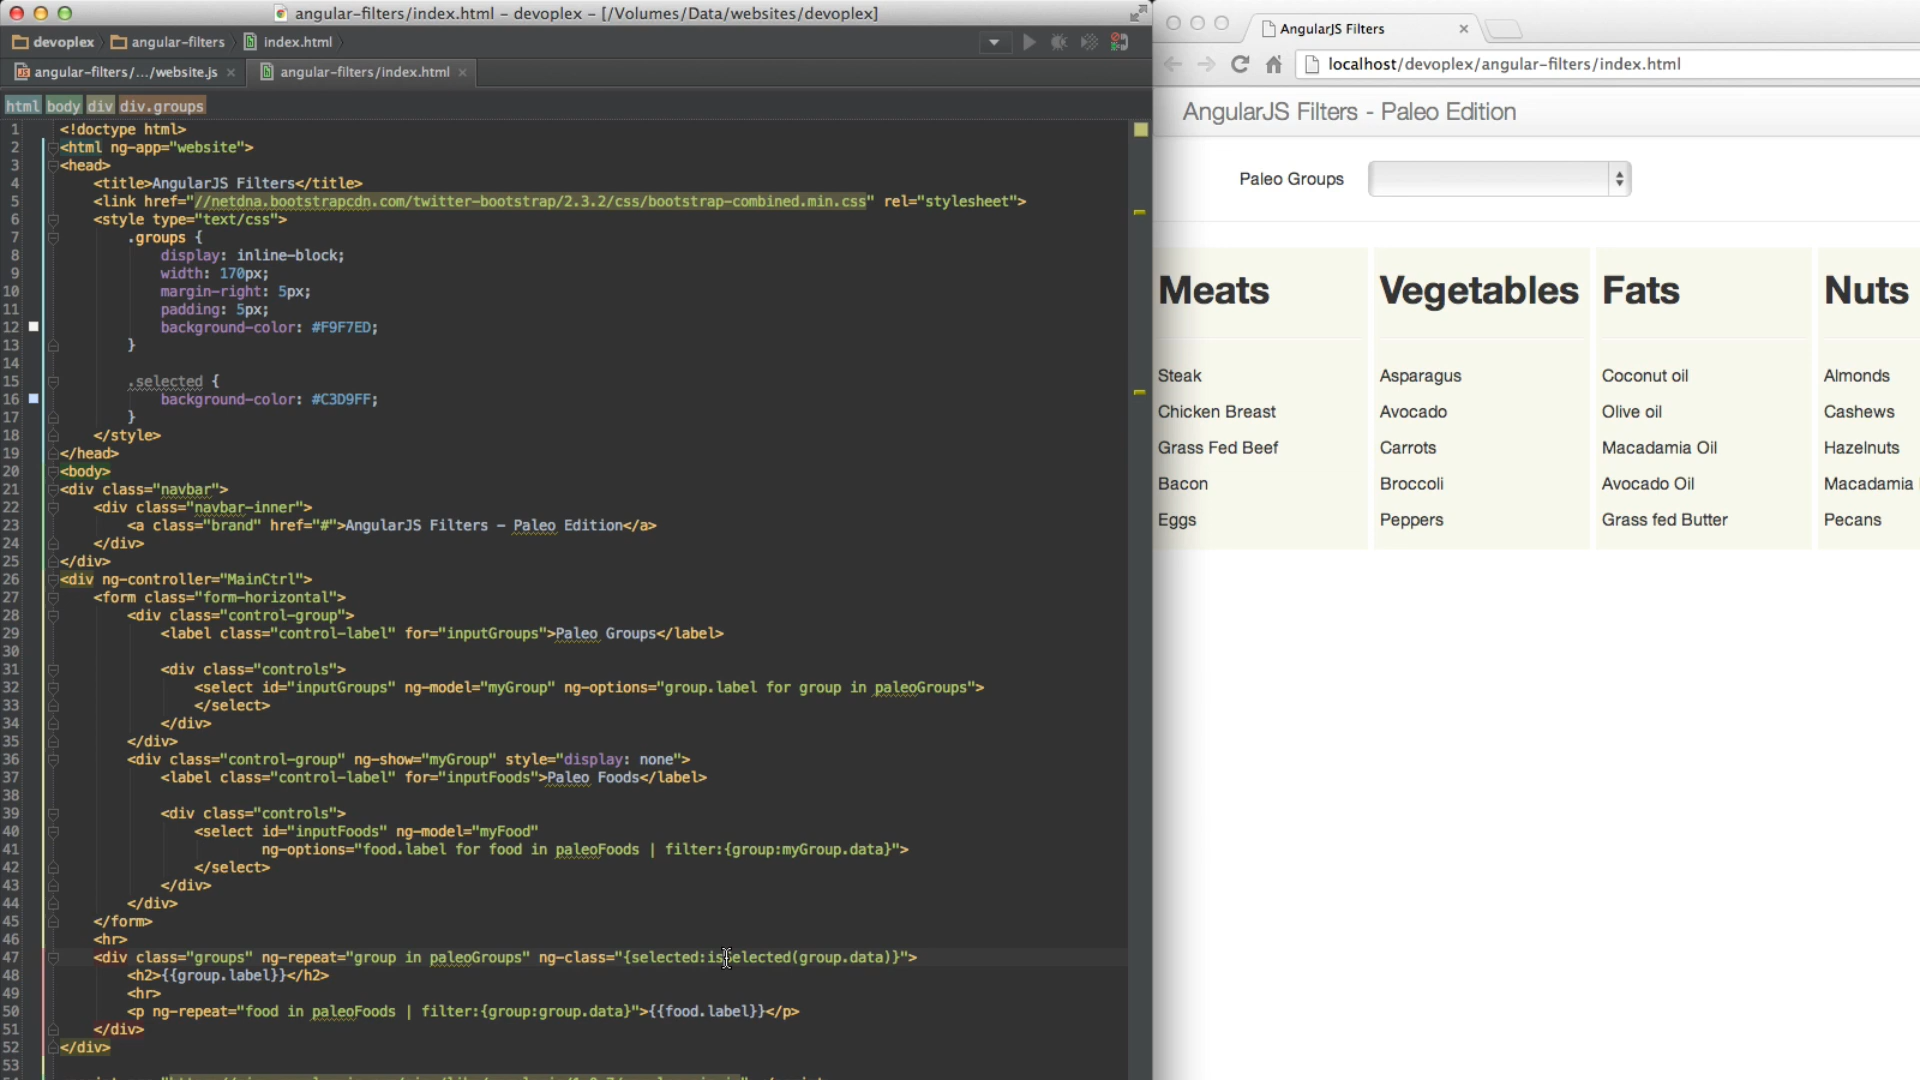 angular-filters/index.html – devoplex – [/Volumes/Data/websites/devoplex]
devoplex angular-filters index.html
angular-filters/.../website.js × angular-filters/index.html ×
html body div div.groups
1 <!doctype html>
2 <html ng-app="website">
3 <head>
4 <title>AngularJS Filters</title>
5 <link href="//netdna.bootstrapcdn.com/twitter-bootstrap/2.3.2/css/bootstrap-combined.min.css" rel="stylesheet">
6 <style type="text/css">
7 .groups {
8 display: inline-block;
9 width: 170px;
10 margin-right: 5px;
11 padding: 5px;
12 background-color: #F9F7ED;
13 }
14
15 .selected {
16 background-color: #C3D9FF;
17 }
18 </style>
19 </head>
20 <body>
21 <div class="navbar">
22 <div class="navbar-inner">
23 <a class="brand" href="#">AngularJS Filters – Paleo Edition</a>
24 </div>
25 </div>
26 <div ng-controller="MainCtrl">
27 <form class="form-horizontal">
28 <div class="control-group">
29 <label class="control-label" for="inputGroups">Paleo Groups</label>
30
31 <div class="controls">
32 <select id="inputGroups" ng-model="myGroup" ng-options="group.label for group in paleoGroups">
33 </select>
34 </div>
35 </div>
36 <div class="control-group" ng-show="myGroup" style="display: none">
37 <label class="control-label" for="inputFoods">Paleo Foods</label>
38
39 <div class="controls">
40 <select id="inputFoods" ng-model="myFood"
41 ng-options="food.label for food in paleoFoods | filter:{group:myGroup.data}">
42 </select>
43 </div>
44 </div>
45 </form>
46 <hr>
47 <div class="groups" ng-repeat="group in paleoGroups" ng-class="{selected:isSelected(group.data)}">
48 <h2>{{group.label}}</h2>
49 <hr>
50 <p ng-repeat="food in paleoFoods | filter:{group:group.data}">{{food.label}}</p>
51 </div>
52 </div>
53
AngularJS Filters ×
localhost/devoplex/angular-filters/index.html
AngularJS Filters - Paleo Edition
Paleo Groups
Meats Vegetables Fats Nuts
Steak Asparagus Coconut oil Almonds
Chicken Breast Avocado Olive oil Cashews
Grass Fed Beef Carrots Macadamia Oil Hazelnuts
Bacon Broccoli Avocado Oil Macadamia
Eggs Peppers Grass fed Butter Pecans